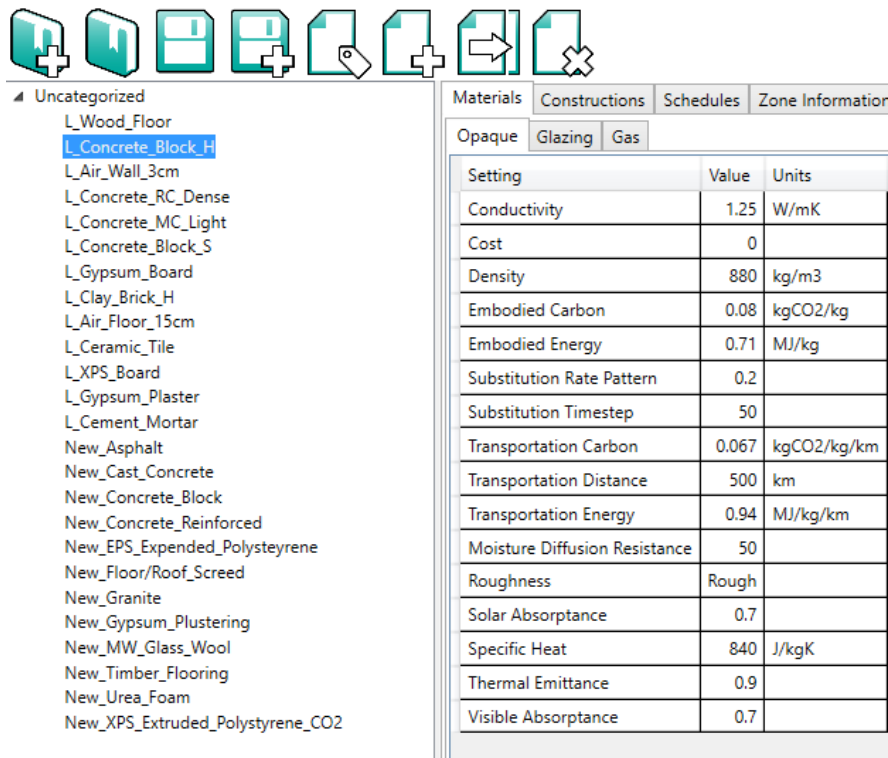 Uncategorized
L_Wood_Floor
L_Concrete_Block_H
L_Air_Wall_3cm
L_Concrete_RC_Dense
L_Concrete_MC_Light
L_Concrete_Block_S
L_Gypsum_Board
L_Clay_Brick_H
L_Air_Floor_15cm
L_Ceramic_Tile
L_XPS_Board
L_Gypsum_Plaster
L_Cement_Mortar
New_Asphalt
New_Cast_Concrete
New_Concrete_Block
New_Concrete_Reinforced
New_EPS_Expended_Polysteyrene
New_Floor/Roof_Screed
New_Granite
New_Gypsum_Plustering
New_MW_Glass_Wool
New_Timber_Flooring
New_Urea_Foam
New_XPS_Extruded_Polystyrene_CO2
Materials Constructions Schedules Zone Information
Opaque Glazing Gas
Setting Value Units
Conductivity 1.25 W/mK
Cost 0
Density 880 kg/m3
Embodied Carbon 0.08 kgCO2/kg
Embodied Energy 0.71 MJ/kg
Substitution Rate Pattern 0.2
Substitution Timestep 50
Transportation Carbon 0.067 kgCO2/kg/km
Transportation Distance 500 km
Transportation Energy 0.94 MJ/kg/km
Moisture Diffusion Resistance 50
Roughness Rough
Solar Absorptance 0.7
Specific Heat 840 J/kgK
Thermal Emittance 0.9
Visible Absorptance 0.7